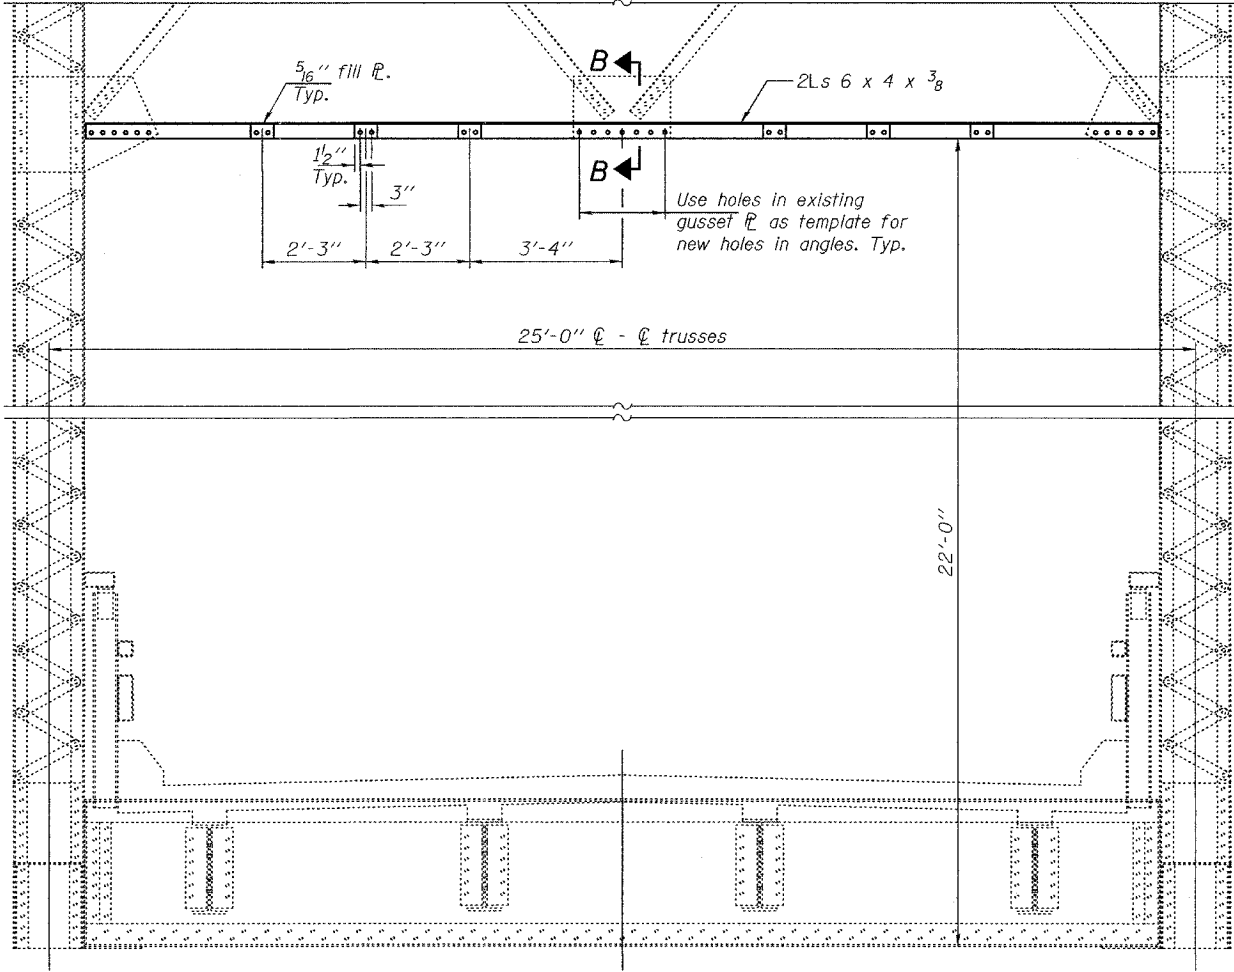 B
5/16" fill ⅊.
Typ.
2Ls 6 x 4 x 3/8
1 1/2"
Typ.
B
3"
Use holes in existing
gusset ⅊ as template for
new holes in angles. Typ.
2'-3"
2'-3"
3'-4"
25'-0" ℄ - ℄ trusses
22'-0"